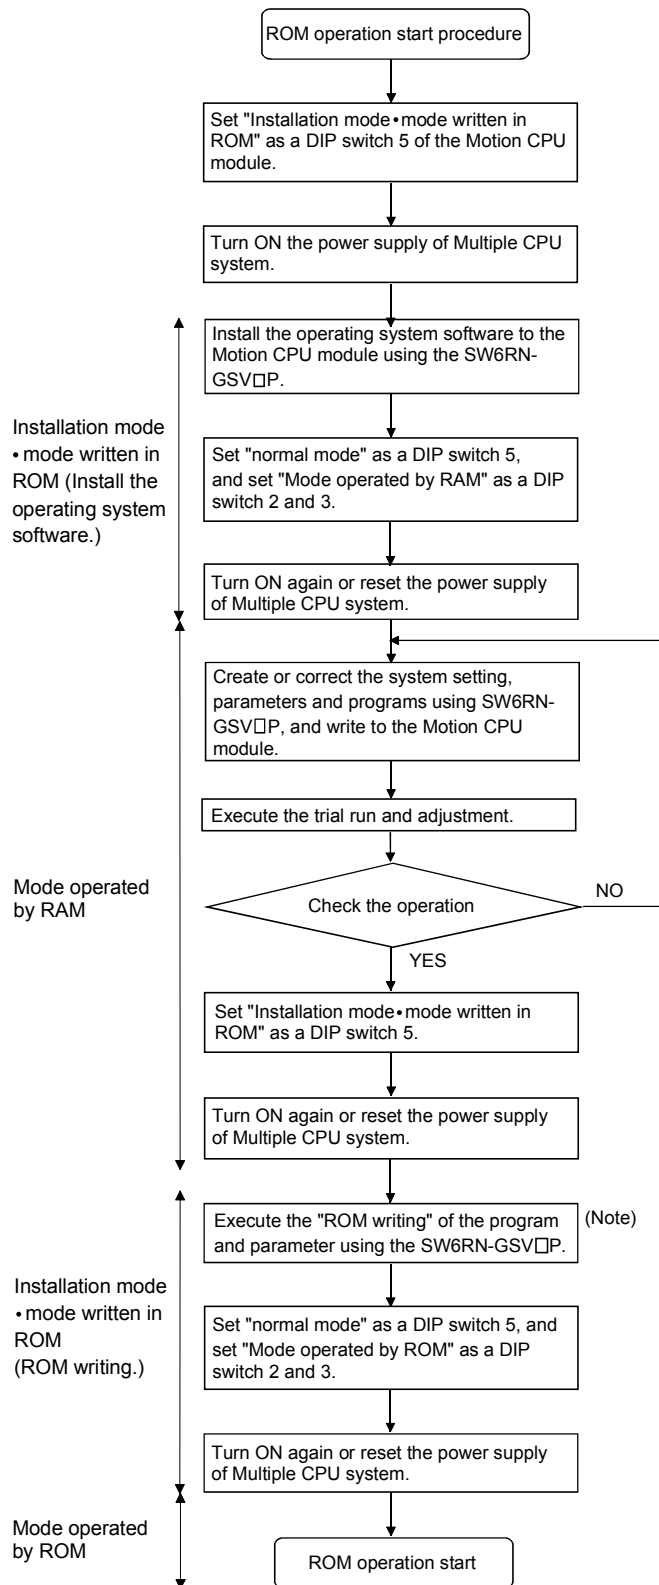 ROM operation start procedure
Set "Installation mode•mode written in
ROM" as a DIP switch 5 of the Motion CPU
module.
Turn ON the power supply of Multiple CPU
system.
Install the operating system software to the
Motion CPU module using the SW6RN-
GSV□P.
Installation mode
•mode written in
ROM (Install the
operating system
software.)
Set "normal mode" as a DIP switch 5,
and set "Mode operated by RAM" as a DIP
switch 2 and 3.
Turn ON again or reset the power supply
of Multiple CPU system.
Create or correct the system setting,
parameters and programs using SW6RN-
GSV□P, and write to the Motion CPU
module.
Execute the trial run and adjustment.
Mode operated
by RAM
Check the operation
NO
YES
Set "Installation mode•mode written in
ROM" as a DIP switch 5.
Turn ON again or reset the power supply
of Multiple CPU system.
Execute the "ROM writing" of the program
and parameter using the SW6RN-GSV□P.
(Note)
Installation mode
•mode written in
ROM
(ROM writing.)
Set "normal mode" as a DIP switch 5, and
set "Mode operated by ROM" as a DIP
switch 2 and 3.
Turn ON again or reset the power supply
of Multiple CPU system.
Mode operated
by ROM
ROM operation start